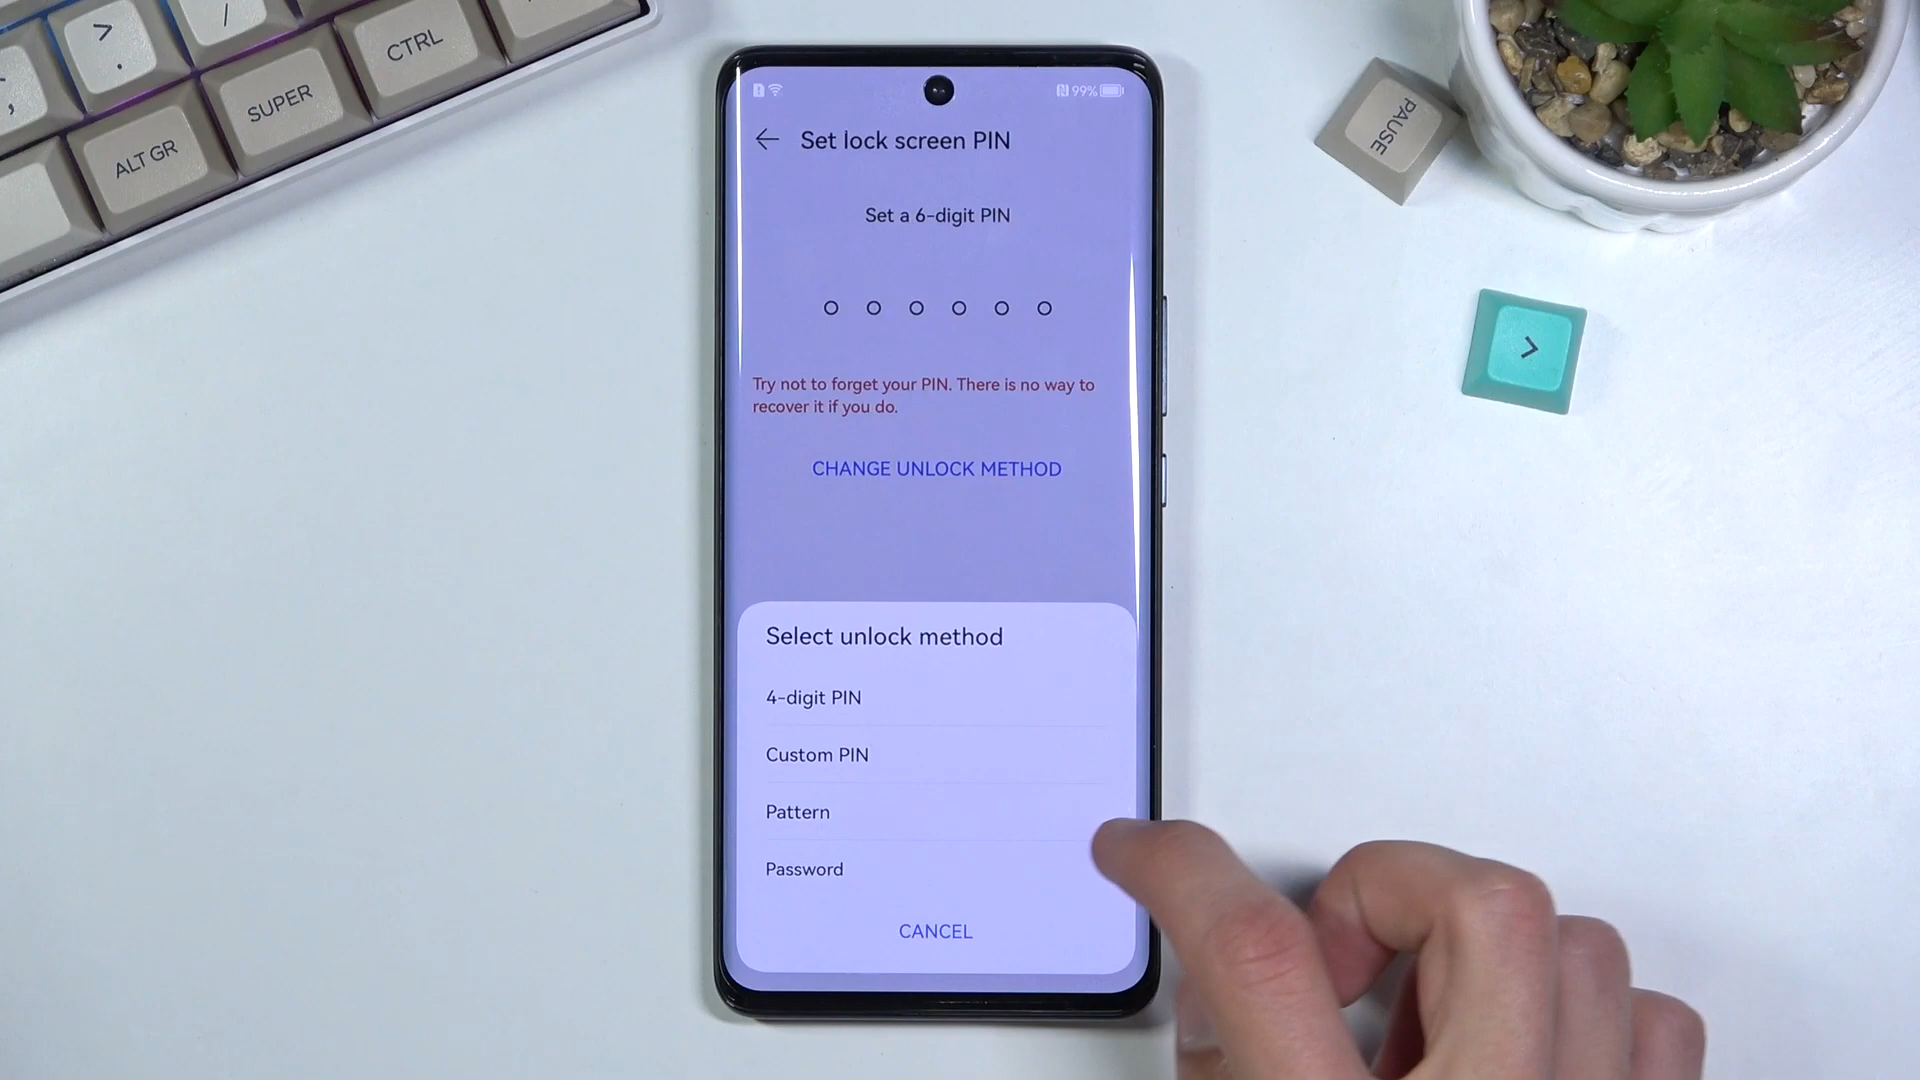 > .
/
;
CTRL
SUPER
ALT GR
PAUSE
>
99%
Set lock screen PIN
Set a 6-digit PIN
Try not to forget your PIN. There is no way to
recover it if you do.
CHANGE UNLOCK METHOD
Select unlock method
4-digit PIN
Custom PIN
Pattern
Password
CANCEL